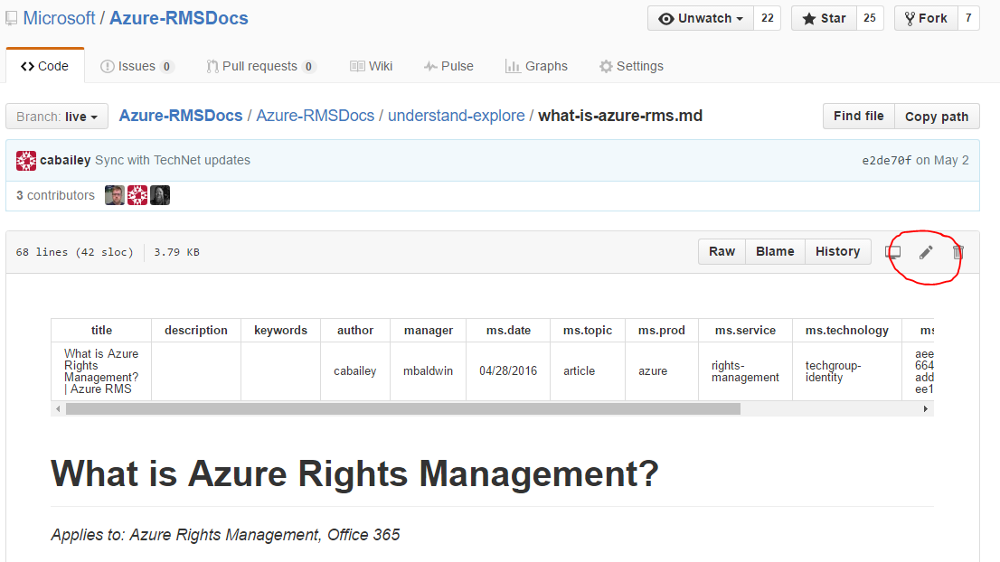 Microsoft / Azure-RMSDocs
Unwatch 22 Star 25 Fork 7
Code Issues 0 Pull requests 0 Wiki Pulse Graphs Settings
Branch: live Azure-RMSDocs / Azure-RMSDocs / understand-explore / what-is-azure-rms.md Find file Copy path
cabailey Sync with TechNet updates e2de70f on May 2
3 contributors
68 lines (42 sloc) 3.79 KB Raw Blame History
title description keywords author manager ms.date ms.topic ms.prod ms.service ms.technology ms
What is Azure Rights Management? | Azure RMS cabailey mbaldwin 04/28/2016 article azure rights-management techgroup-identity aee 664 add ee1
What is Azure Rights Management?
Applies to: Azure Rights Management, Office 365